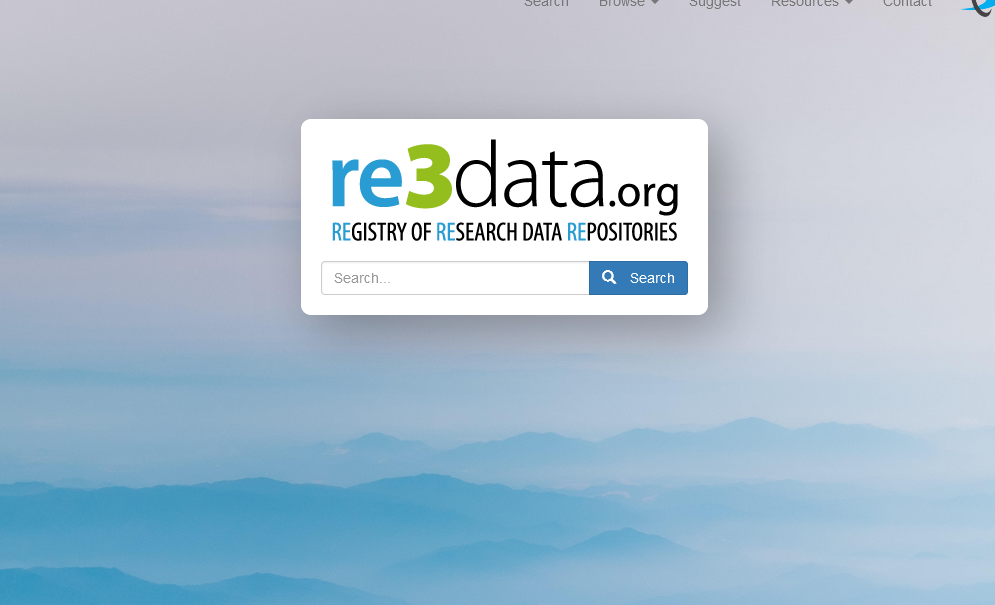 Search Browse Suggest Resources Contact
re3data.org
REGISTRY OF RESEARCH DATA REPOSITORIES
Search... Search